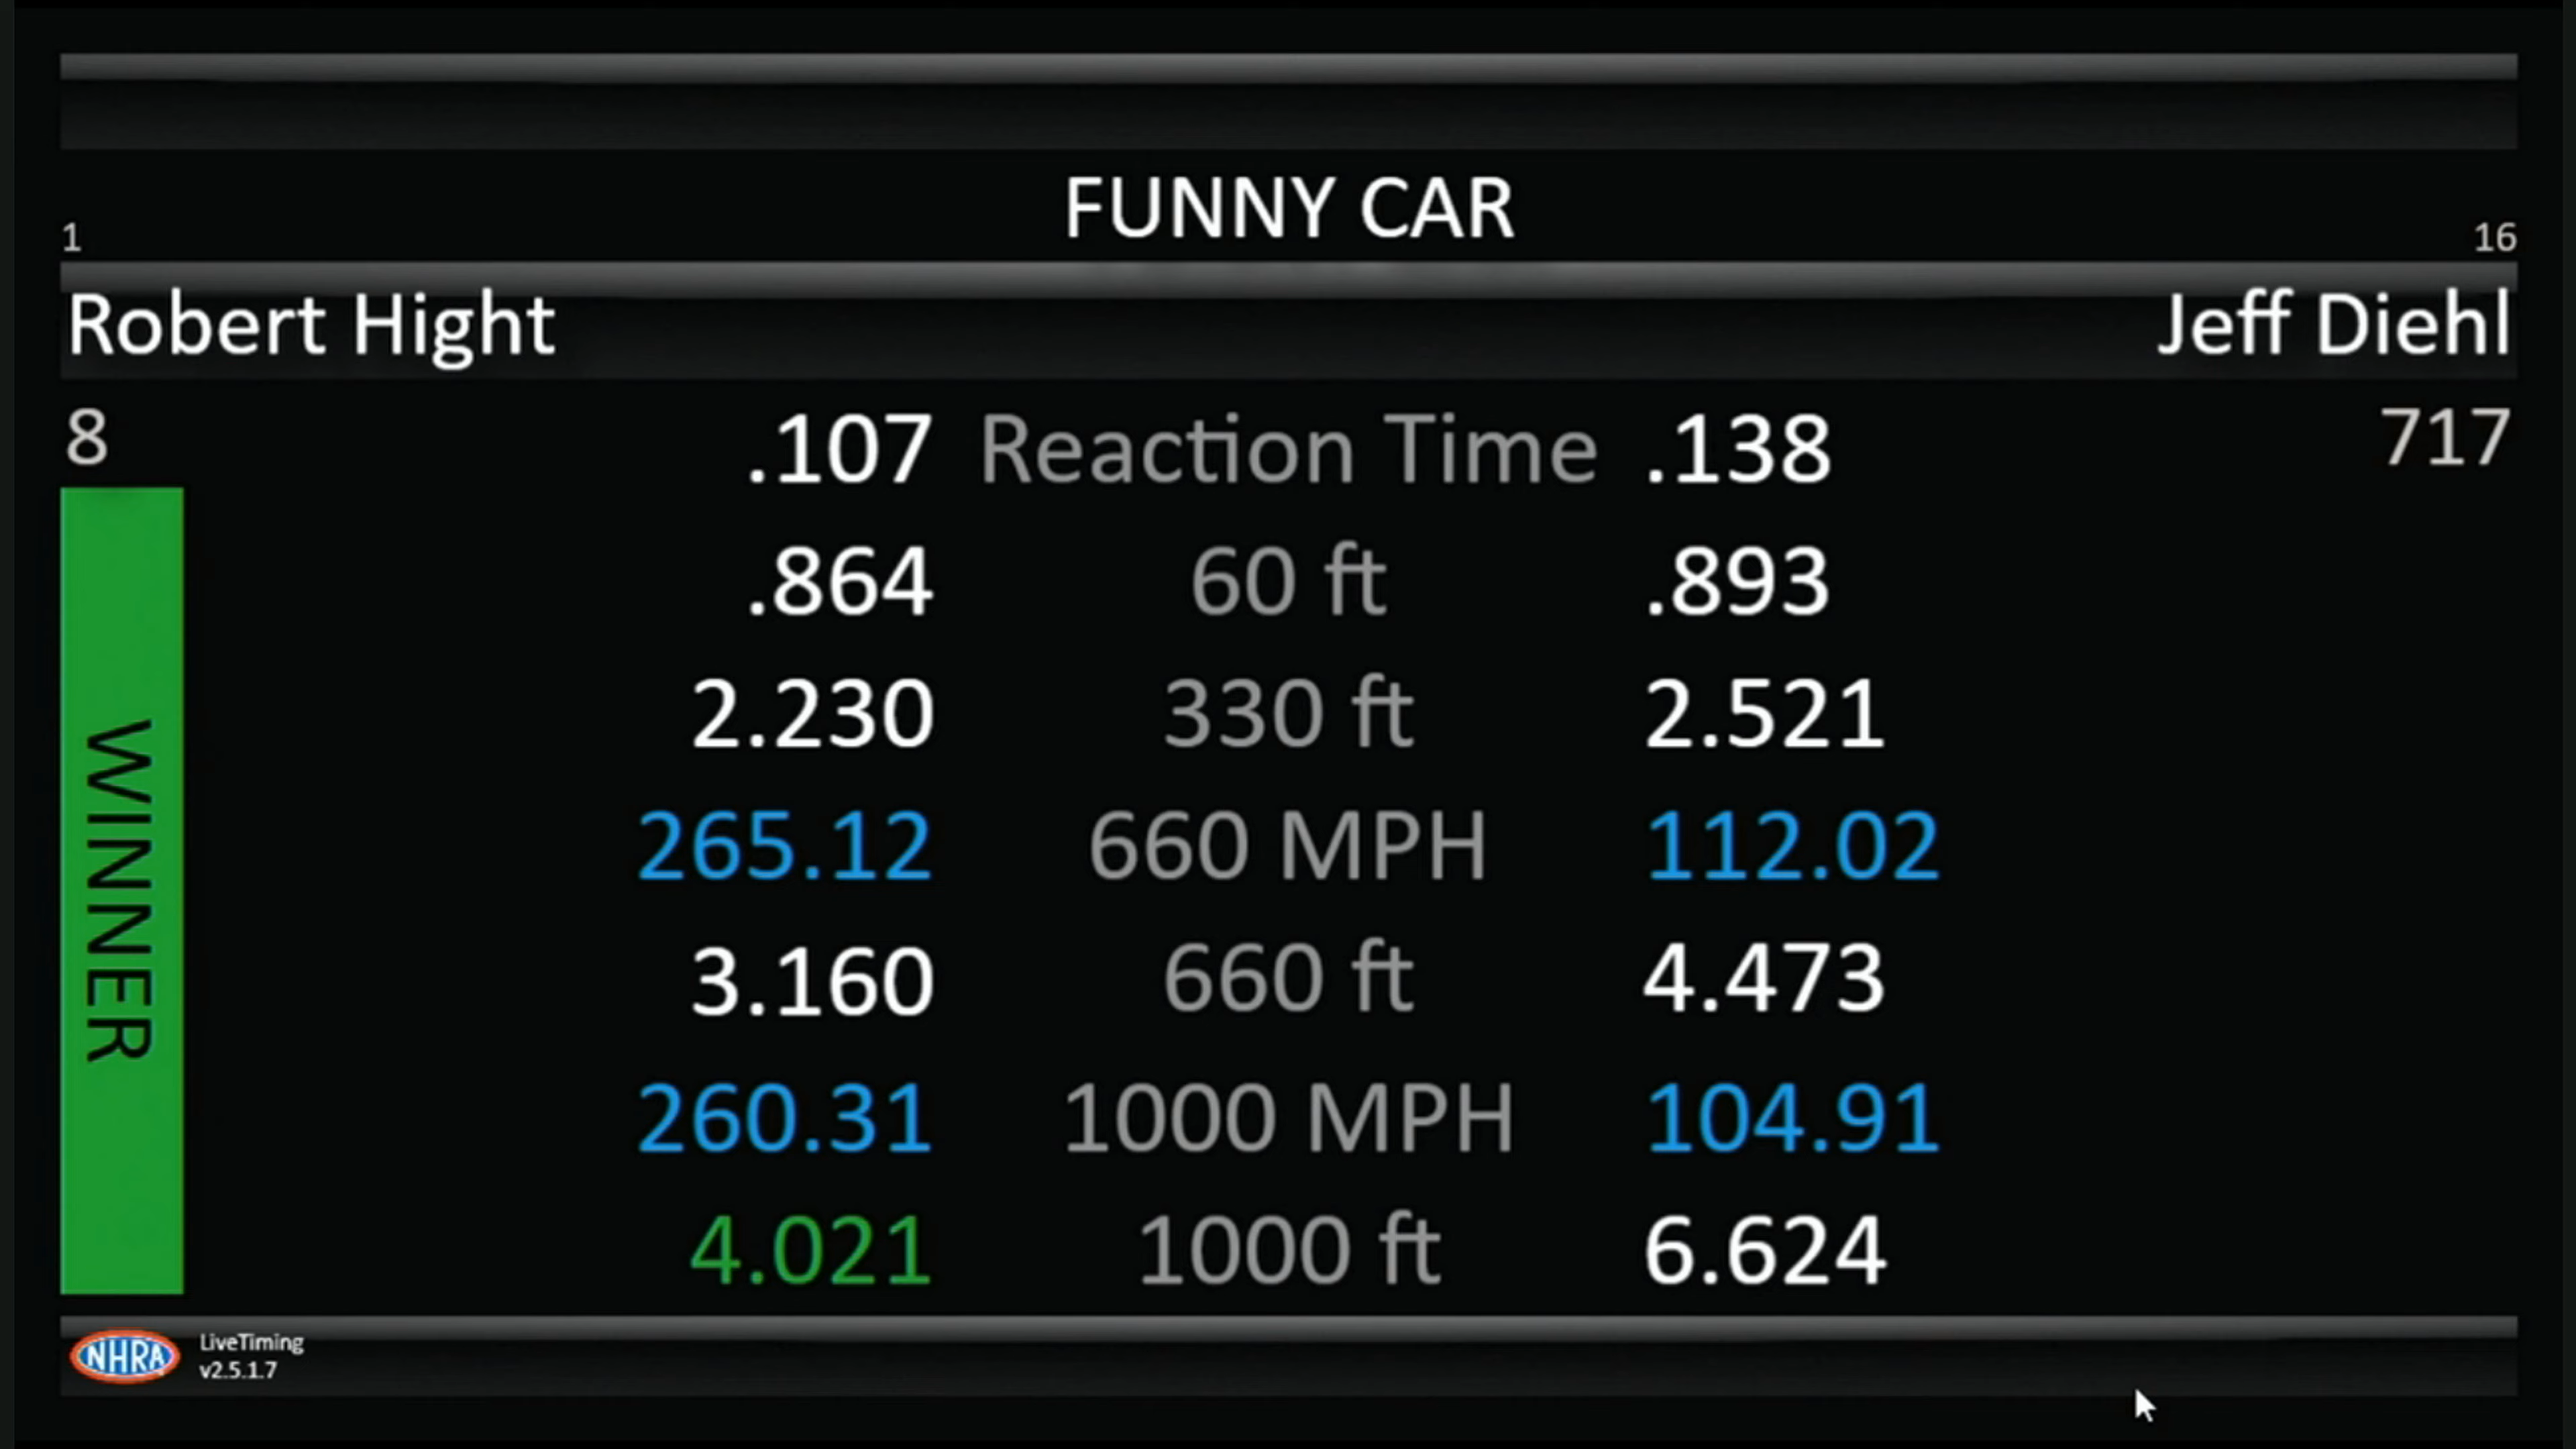 FUNNY CAR
1 16
Robert Hight Jeff Diehl
8 .107 Reaction Time .138 717
.864 60 ft .893
2.230 330 ft 2.521
265.12 660 MPH 112.02
3.160 660 ft 4.473
260.31 1000 MPH 104.91
4.021 1000 ft 6.624
WINNER
NHRA
LiveTiming
v2.5.1.7